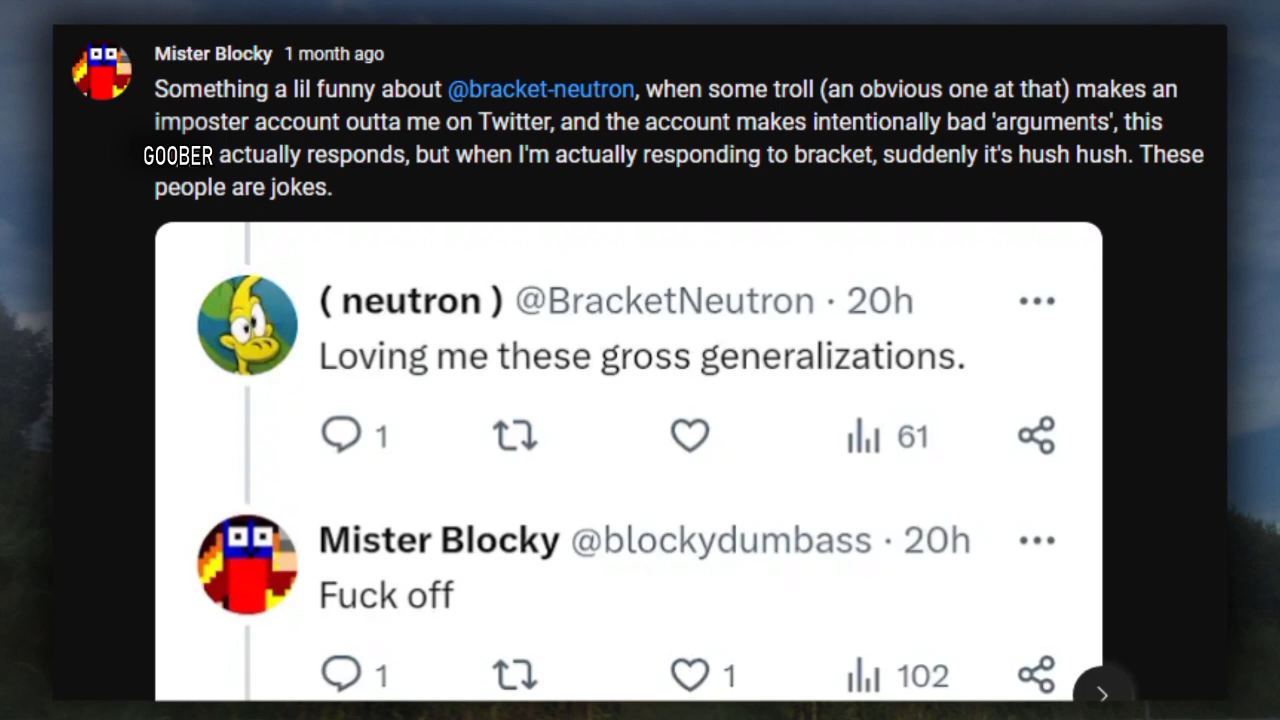 Mister Blocky 1 month ago
Something a lil funny about @bracket-neutron, when some troll (an obvious one at that) makes an
imposter account outta me on Twitter, and the account makes intentionally bad 'arguments', this
GOOBER actually responds, but when I'm actually responding to bracket, suddenly it's hush hush. These
people are jokes.
( neutron ) @BracketNeutron · 20h
Loving me these gross generalizations.
1 61
Mister Blocky @blockydumbass · 20h
Fuck off
1 1 102